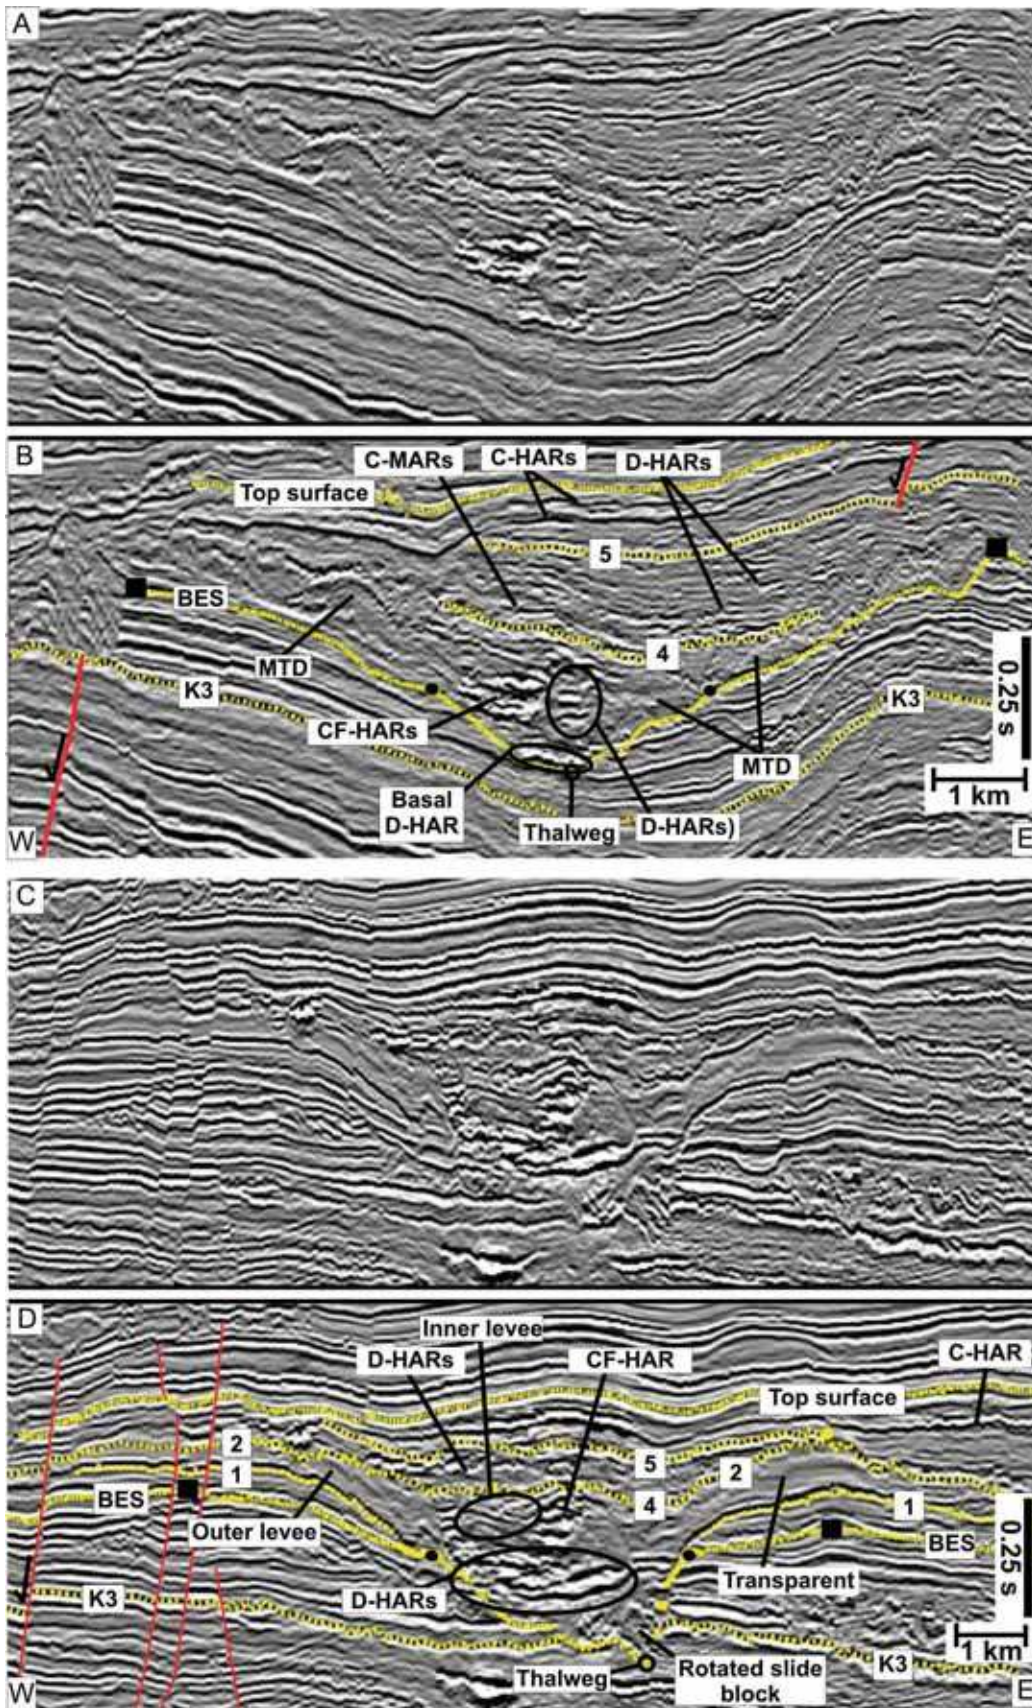 A
B
C-MARs C-HARs D-HARs
Top surface
5
BES
MTD
4
K3
K3
CF-HARs
MTD
0.25 s
1 km
Basal
D-HAR
Thalweg
D-HARs)
W
E
C
D
Inner levee
D-HARs
CF-HAR
C-HAR
Top surface
2
5
2
1
4
1
BES
BES
Outer levee
0.25 s
D-HARs
Transparent
K3
1 km
Thalweg
Rotated slide
block
K3
W
E